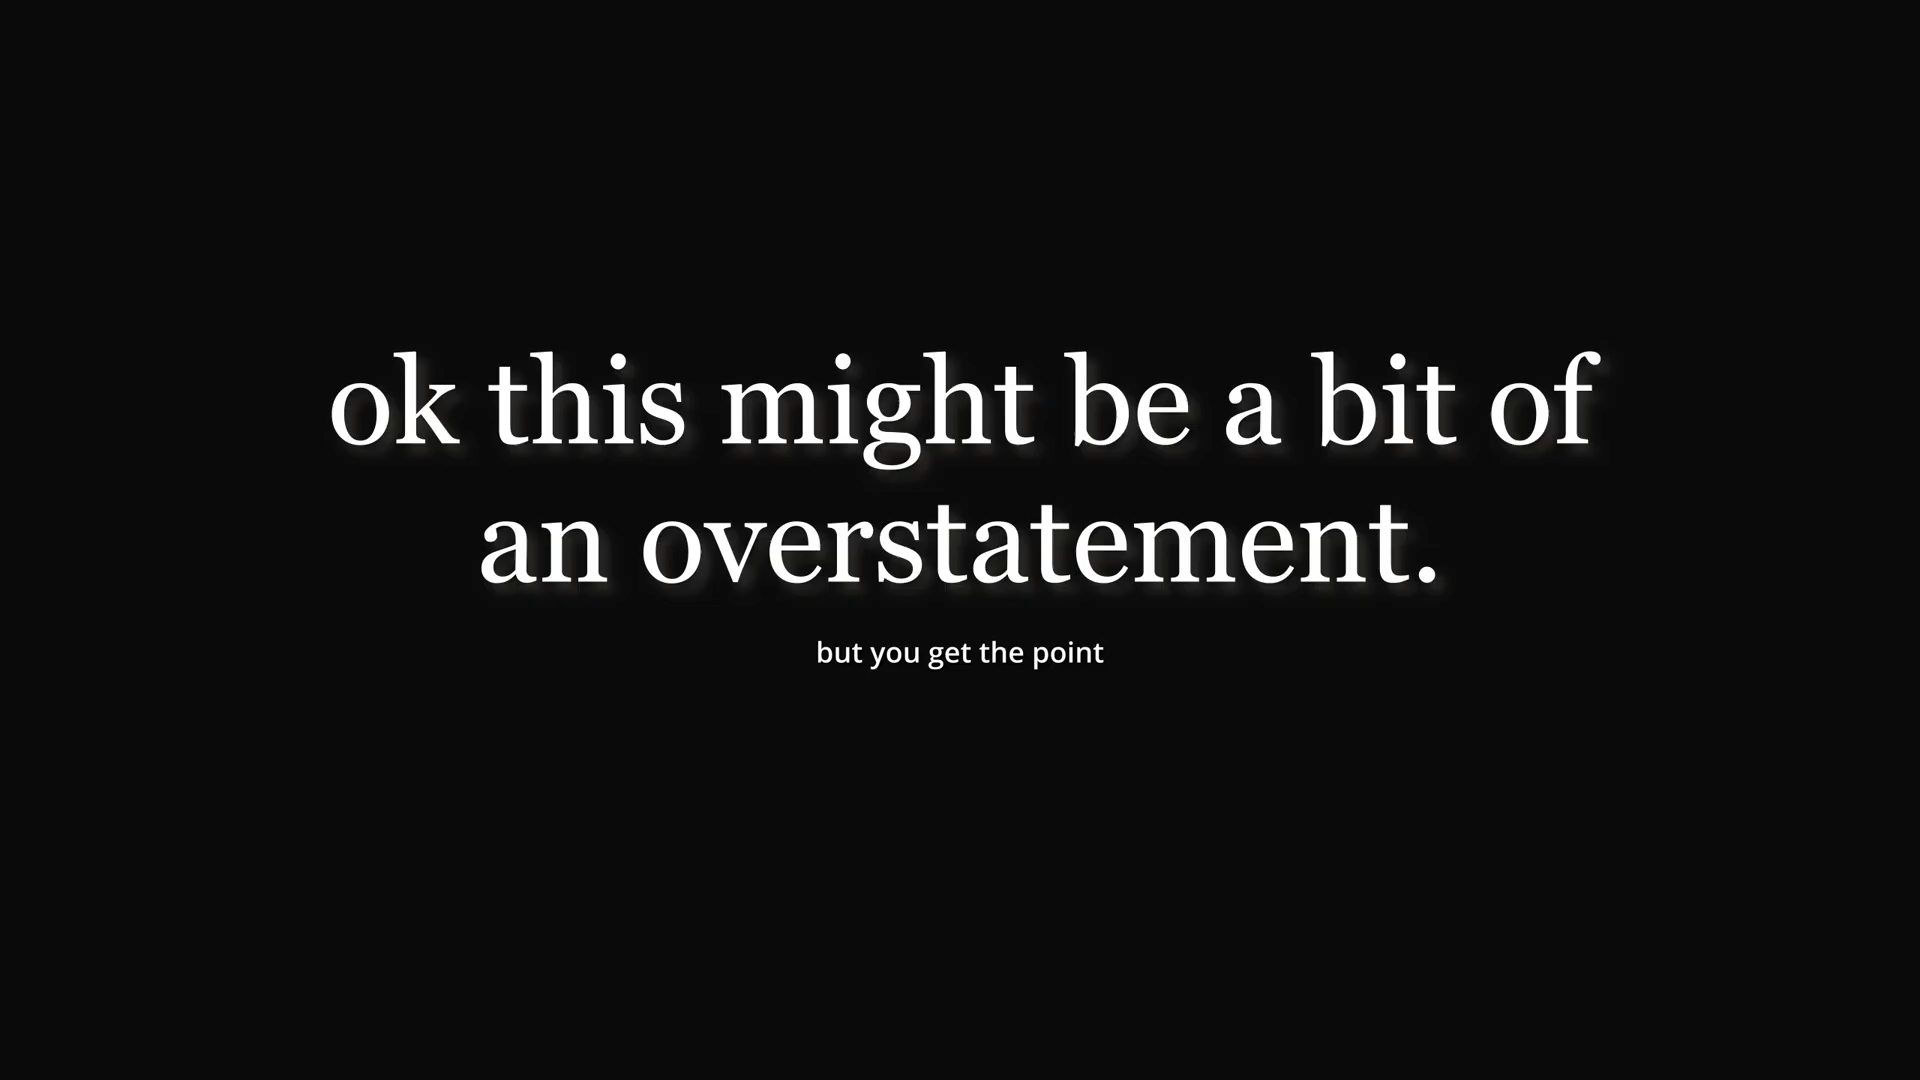 ok this might be a bit of
an overstatement.
but you get the point